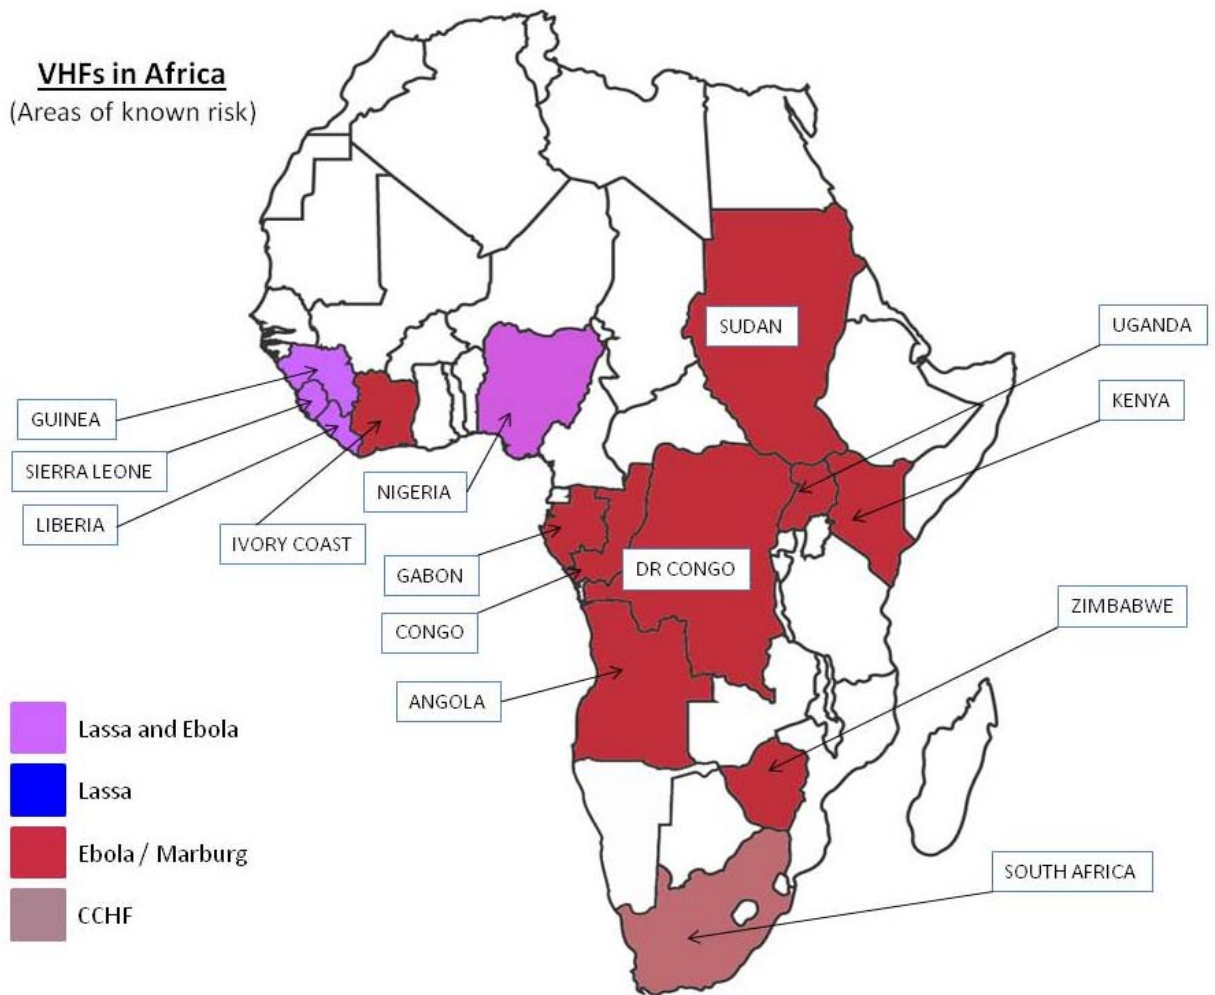 VHFs in Africa
(Areas of known risk)
SUDAN
UGANDA
KENYA
GUINEA
SIERRA LEONE
LIBERIA
IVORY COAST
NIGERIA
GABON
CONGO
DR CONGO
ZIMBABWE
ANGOLA
SOUTH AFRICA
Lassa and Ebola
Lassa
Ebola / Marburg
CCHF